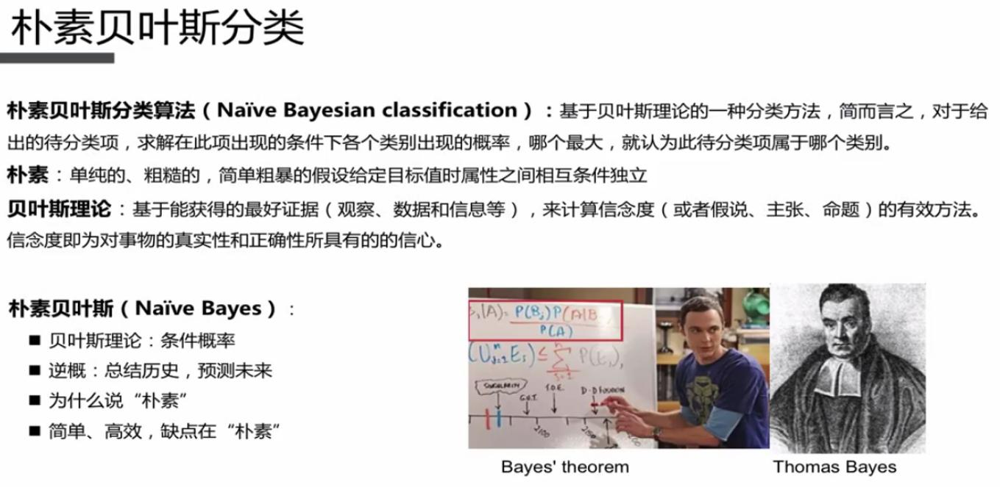 朴素贝叶斯分类
朴素贝叶斯分类算法（Naïve Bayesian classification）：基于贝叶斯理论的一种分类方法，简而言之，对于给
出的待分类项，求解在此项出现的条件下各个类别出现的概率，哪个最大，就认为此待分类项属于哪个类别。
朴素：单纯的、粗糙的，简单粗暴的假设给定目标值时属性之间相互条件独立
贝叶斯理论：基于能获得的最好证据（观察、数据和信息等），来计算信念度（或者假说、主张、命题）的有效方法。
信念度即为对事物的真实性和正确性所具有的的信心。
朴素贝叶斯（Naïve Bayes）：
■ 贝叶斯理论：条件概率
■ 逆概：总结历史，预测未来
■ 为什么说“朴素”
■ 简单、高效，缺点在“朴素”
|A)= P(B
)P(A|B
P(A)
(U E
) ≤ Σ P(E
),
SINGULARITY
G.U.T.
T.O.E.
D-D FUSION
2100
2150
Bayes' theorem
Thomas Bayes